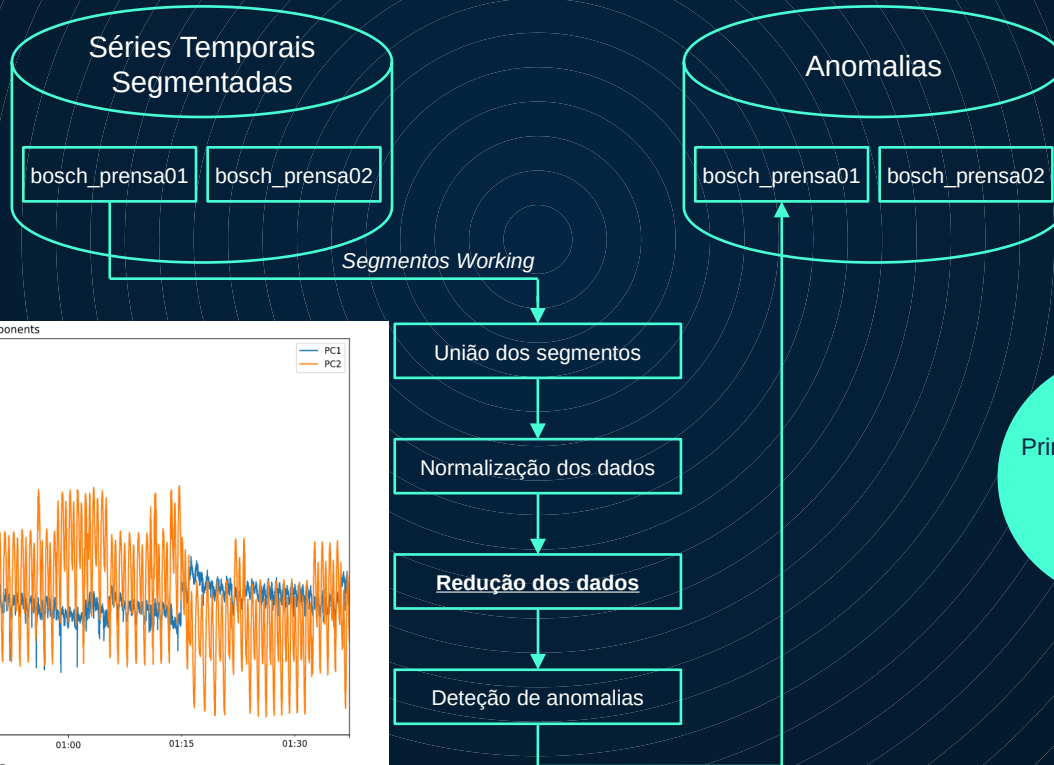 Séries Temporais
Segmentadas
bosch_prensa01
bosch_prensa02
Anomalias
bosch_prensa01
bosch_prensa02
Segmentos Working
PC1
PC2
01:00
01:15
01:30
União dos segmentos
Normalização dos dados
Redução dos dados
Deteção de anomalias